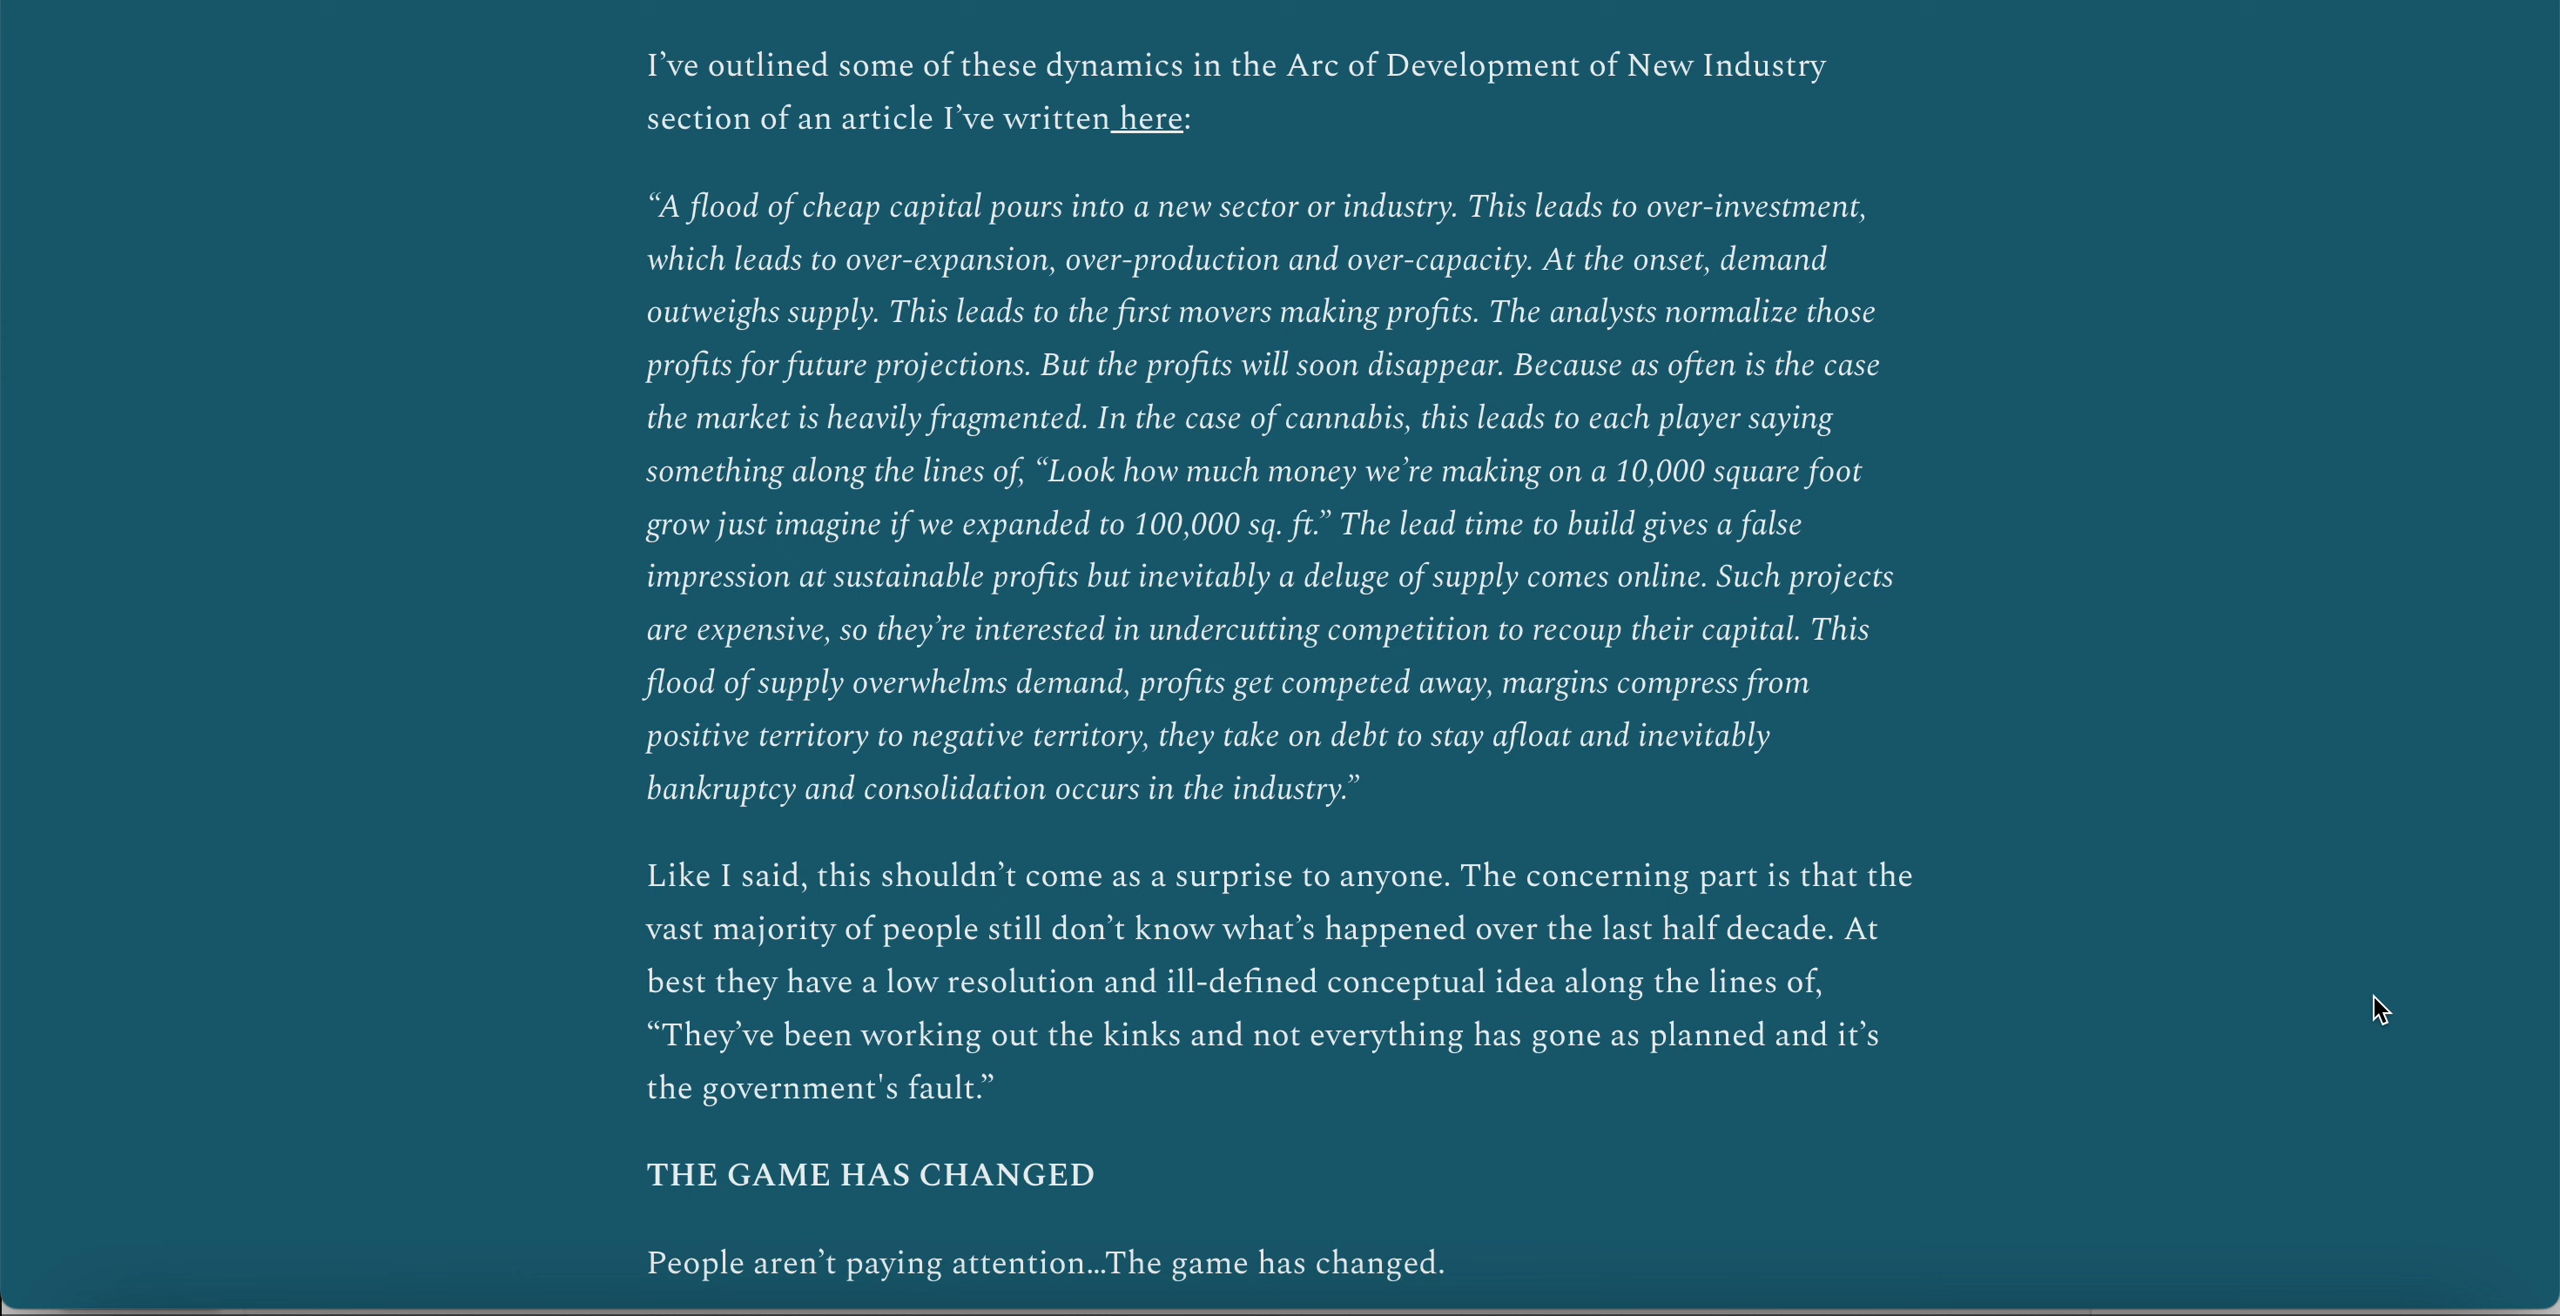 I’ve outlined some of these dynamics in the Arc of Development of New Industry
section of an article I’ve written here:
“A flood of cheap capital pours into a new sector or industry. This leads to over-investment,
which leads to over-expansion, over-production and over-capacity. At the onset, demand
outweighs supply. This leads to the first movers making profits. The analysts normalize those
profits for future projections. But the profits will soon disappear. Because as often is the case
the market is heavily fragmented. In the case of cannabis, this leads to each player saying
something along the lines of, “Look how much money we’re making on a 10,000 square foot
grow just imagine if we expanded to 100,000 sq. ft.” The lead time to build gives a false
impression at sustainable profits but inevitably a deluge of supply comes online. Such projects
are expensive, so they’re interested in undercutting competition to recoup their capital. This
flood of supply overwhelms demand, profits get competed away, margins compress from
positive territory to negative territory, they take on debt to stay afloat and inevitably
bankruptcy and consolidation occurs in the industry.”
Like I said, this shouldn’t come as a surprise to anyone. The concerning part is that the
vast majority of people still don’t know what’s happened over the last half decade. At
best they have a low resolution and ill-defined conceptual idea along the lines of,
“They’ve been working out the kinks and not everything has gone as planned and it’s
the government's fault.”
THE GAME HAS CHANGED
People aren’t paying attention…The game has changed.